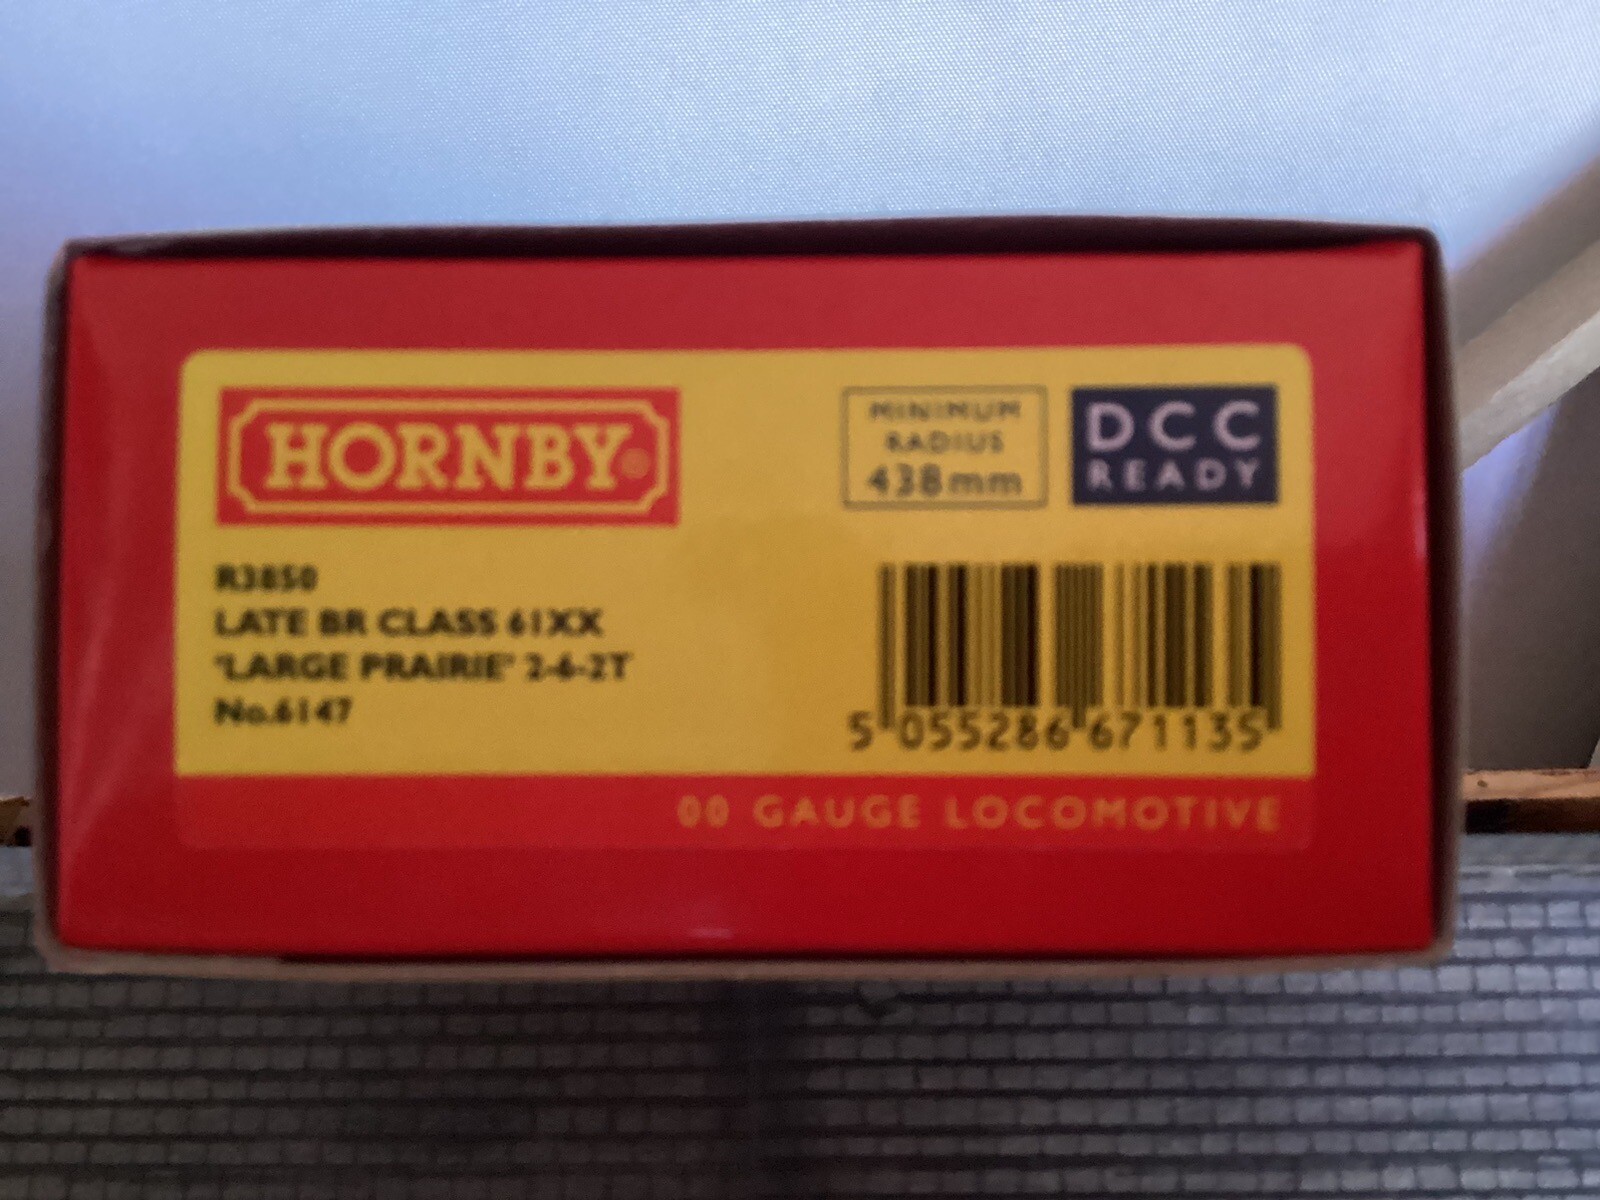 HORNBY®
MINIMUM
RADIUS
438mm
DCC
READY
R3850
LATE BR CLASS 61XX
'LARGE PRAIRIE' 2-6-2T
No.6147
5 055286 671135
00 GAUGE LOCOMOTIVE